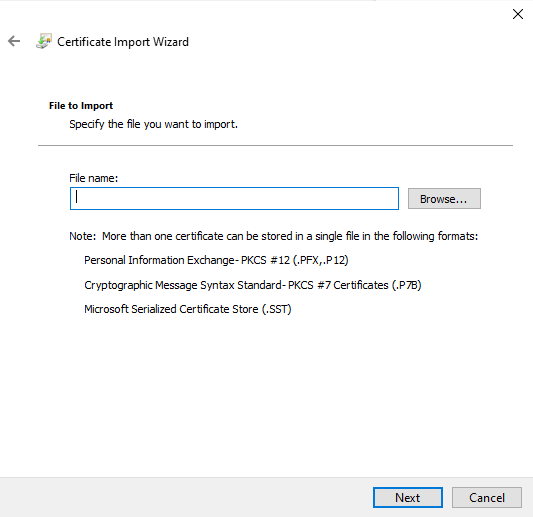 Certificate Import Wizard
File to Import
Specify the file you want to import.
File name:
Browse...
Note:  More than one certificate can be stored in a single file in the following formats:
Personal Information Exchange- PKCS #12 (.PFX,.P12)
Cryptographic Message Syntax Standard- PKCS #7 Certificates (.P7B)
Microsoft Serialized Certificate Store (.SST)
Next
Cancel